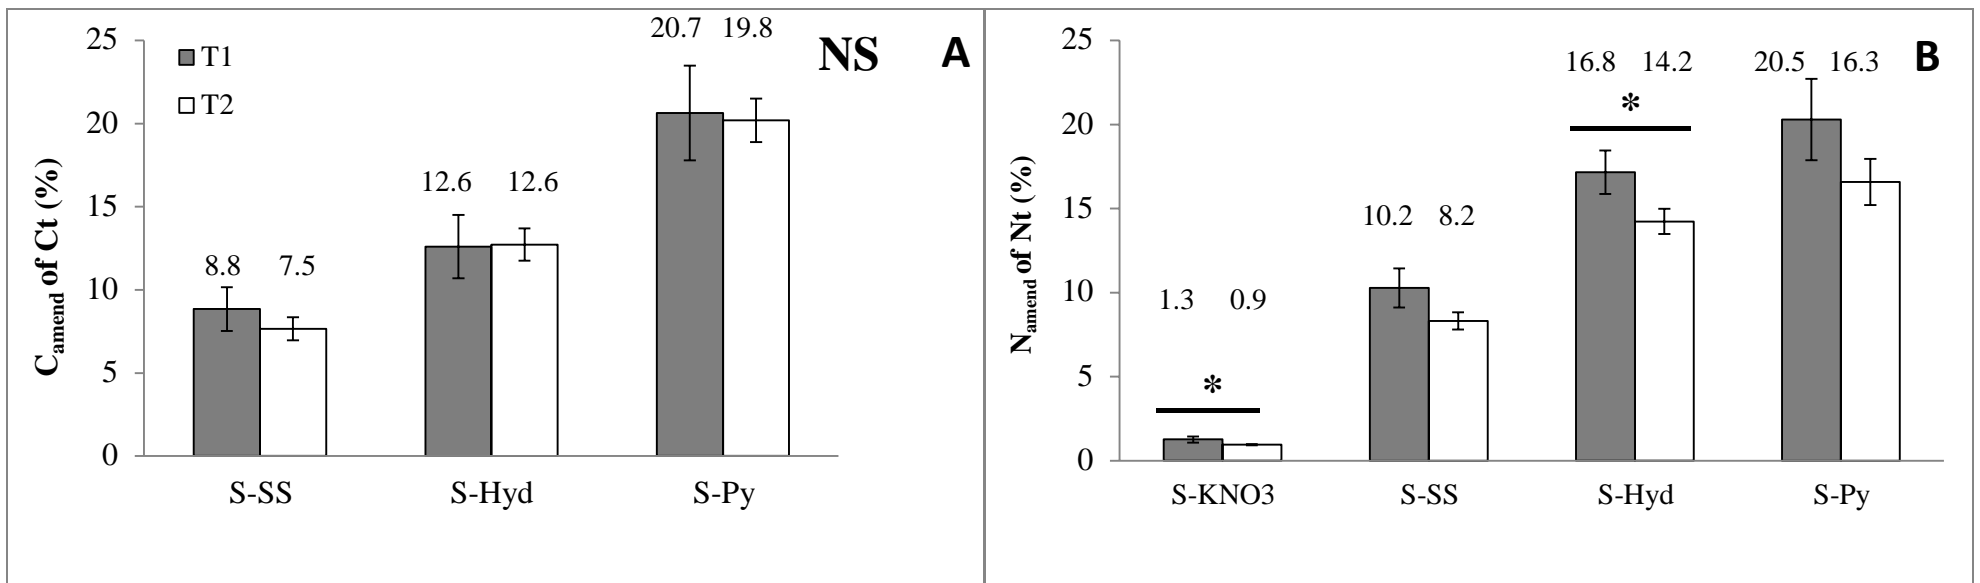 20.7 19.8
25
T1
NS
A
T2
20
12.6 12.6
15
8.8 7.5
10
5
0
Camend of Ct (%)
S-SS S-Hyd S-Py
25
16.8 14.2 20.5 16.3
B
*
20
10.2 8.2
15
1.3 0.9
10
5
*
0
Namend of Nt (%)
S-KNO3 S-SS S-Hyd S-Py